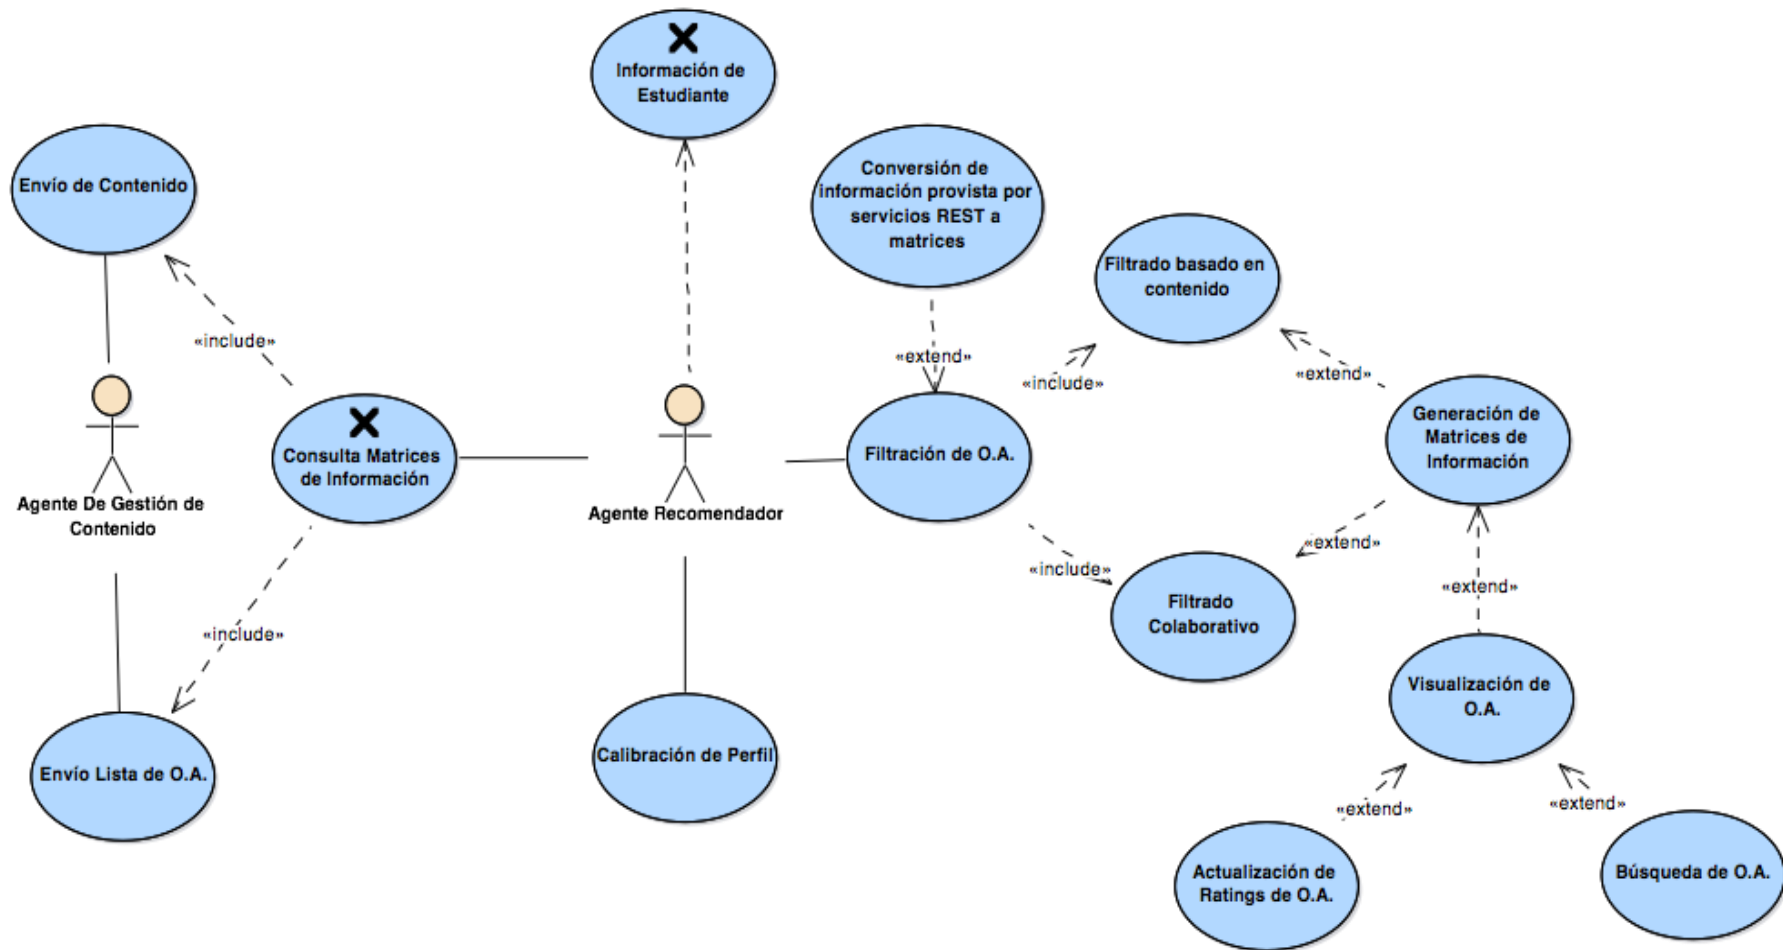 Información de
Estudiante
Envío de Contenido
Conversión de
información provista por
servicios REST a
matrices
Filtrado basado en
contenido
«include»
«extend»
«include»
«extend»
Consulta Matrices
de Información
Filtración de O.A.
Generación de
Matrices de
Información
Agente De Gestión de
Contenido
Agente Recomendador
«include»
«extend»
«include»
Filtrado
Colaborativo
«extend»
Visualización de
O.A.
Envío Lista de O.A.
Calibración de Perfil
«extend»
«extend»
Actualización de
Ratings de O.A.
Búsqueda de O.A.